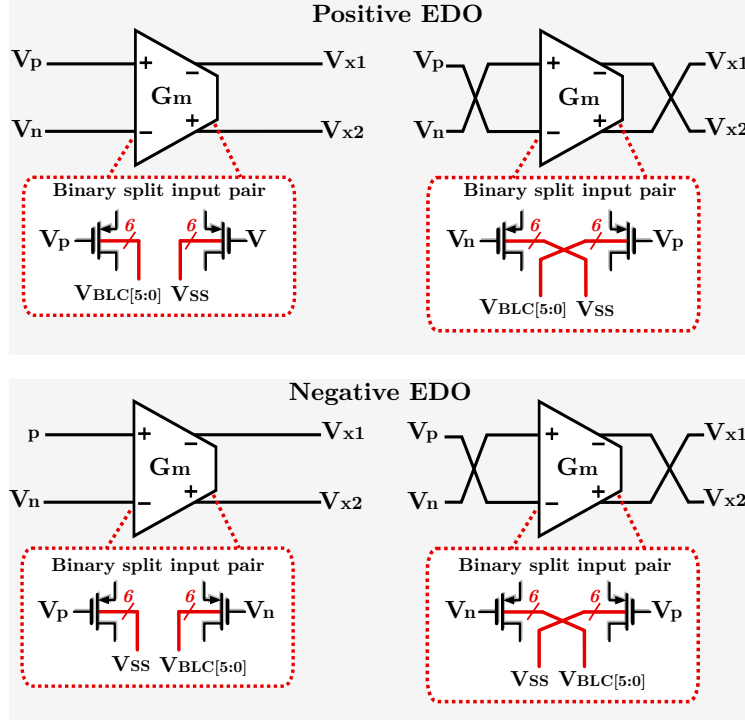 Positive EDO
Vp + − Vx1 Vp + − Vx1
Gm Gm
Vn − + Vx2 Vn − + Vx2
Binary split input pair Binary split input pair
6 6 6 6
Vp V Vn Vp
VBLC[5:0] VSS VBLC[5:0] VSS
Negative EDO
p + − Vx1 Vp + − Vx1
Gm Gm
Vn − + Vx2 Vn − + Vx2
Binary split input pair Binary split input pair
6 6 6 6
Vp Vn Vn Vp
VSS VBLC[5:0] VSS VBLC[5:0]